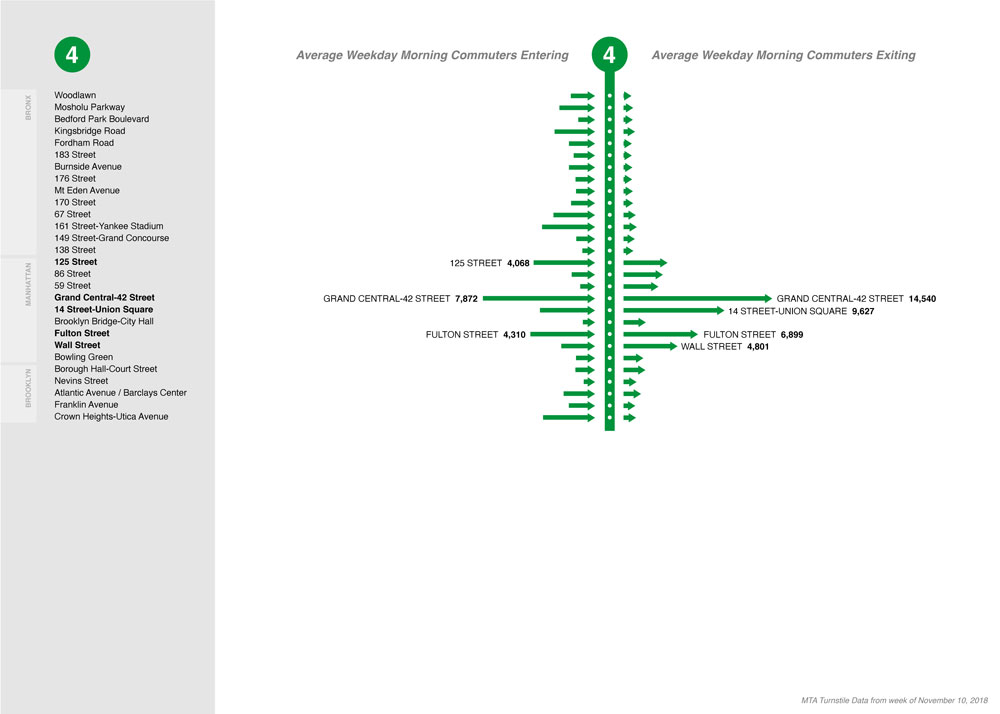 4
BRONX
Woodlawn
Mosholu Parkway
Bedford Park Boulevard
Kingsbridge Road
Fordham Road
183 Street
Burnside Avenue
176 Street
Mt Eden Avenue
170 Street
67 Street
161 Street-Yankee Stadium
149 Street-Grand Concourse
138 Street
MANHATTAN
125 Street
86 Street
59 Street
Grand Central-42 Street
14 Street-Union Square
Brooklyn Bridge-City Hall
Fulton Street
Wall Street
Bowling Green
BROOKLYN
Borough Hall-Court Street
Nevins Street
Atlantic Avenue / Barclays Center
Franklin Avenue
Crown Heights-Utica Avenue
Average Weekday Morning Commuters Entering
4
Average Weekday Morning Commuters Exiting
125 STREET 4,068
GRAND CENTRAL-42 STREET 7,872
GRAND CENTRAL-42 STREET 14,540
14 STREET-UNION SQUARE 9,627
FULTON STREET 4,310
FULTON STREET 6,899
WALL STREET 4,801
MTA Turnstile Data from week of November 10, 2018